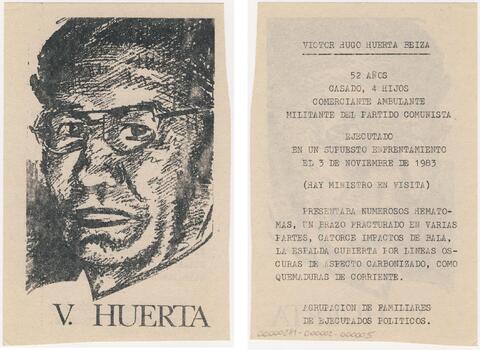 V. HUERTA
VICTOR HUGO HUERTA BEIZA
52 AÑOS
CASADO, 4 HIJOS
COMERCIANTE AMBULANTE
MILITANTE DEL PARTIDO COMUNISTA
EJECUTADO
EN UN SUPUESTO ENFRENTAMIENTO
EL 3 DE NOVIEMBRE DE 1983
(HAY MINISTRO EN VISITA)
PRESENTABA NUMEROSOS HEMATO-
MAS, UN BRAZO FRACTURADO EN VARIAS
PARTES, CATORCE IMPACTOS DE BALA,
LA ESPALDA CUBIERTA POR LINEAS OS-
CURAS DE ASPECTO CARBONIZADO, COMO
QUEMADURAS DE CORRIENTE.
AGRUPACION DE FAMILIARES
DE EJECUTADOS POLITICOS.